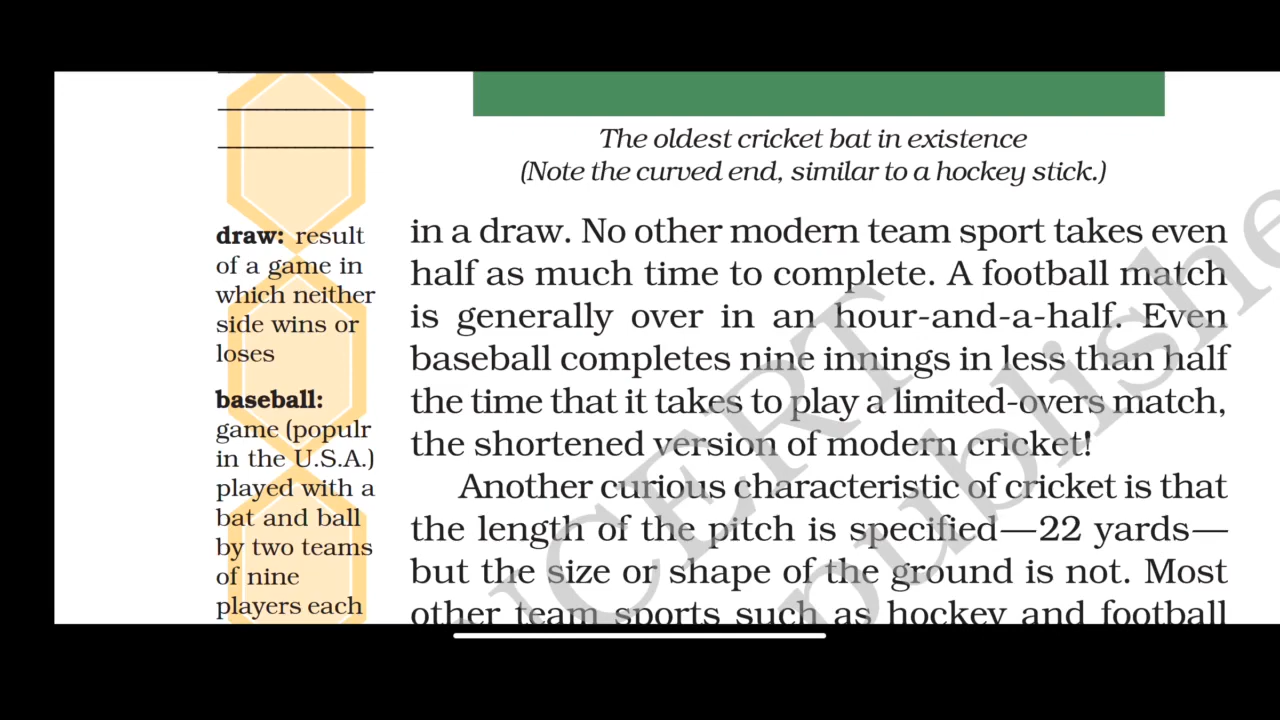 The oldest cricket bat in existence
(Note the curved end, similar to a hockey stick.)
draw: result
of a game in
which neither
side wins or
loses
baseball:
game (populr
in the U.S.A.)
played with a
bat and ball
by two teams
of nine
players each
in a draw. No other modern team sport takes even
half as much time to complete. A football match
is generally over in an hour-and-a-half. Even
baseball completes nine innings in less than half
the time that it takes to play a limited-overs match,
the shortened version of modern cricket!
Another curious characteristic of cricket is that
the length of the pitch is specified—22 yards—
but the size or shape of the ground is not. Most
other team sports such as hockey and football
NCERT
publishe